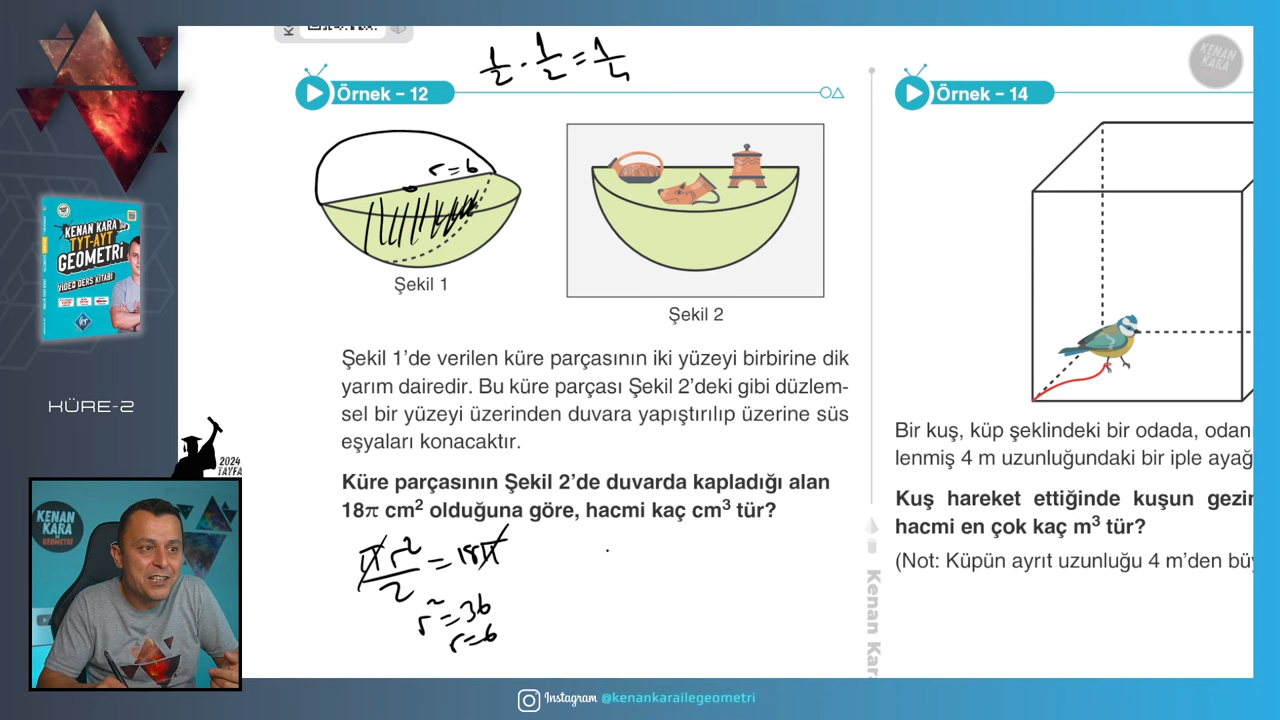 1/2 · 1/2 = 1/4
KENAN KARA
Örnek – 12
Örnek – 14
r=6
Şekil 1
Şekil 2
KENAN KARA
TYT-AYT
GEOMETRİ
VİDEO DERS KİTABI
KÜRE-2
2024
TAYFA
Şekil 1’de verilen küre parçasının iki yüzeyi birbirine dik
yarım dairedir. Bu küre parçası Şekil 2’deki gibi düzlem-
sel bir yüzeyi üzerinden duvara yapıştırılıp üzerine süs
eşyaları konacaktır.
Küre parçasının Şekil 2’de duvarda kapladığı alan
18π cm² olduğuna göre, hacmi kaç cm³ tür?
πr²/2 = 18π
r² = 36
r=6
Bir kuş, küp şeklindeki bir odada, odanı
lenmiş 4 m uzunluğundaki bir iple ayağ
Kuş hareket ettiğinde kuşun gezin
hacmi en çok kaç m³ tür?
(Not: Küpün ayrıt uzunluğu 4 m’den büy
Kenan Kar
KENAN
KARA
GEOMETRİ
Instagram @kenankarailegeometri